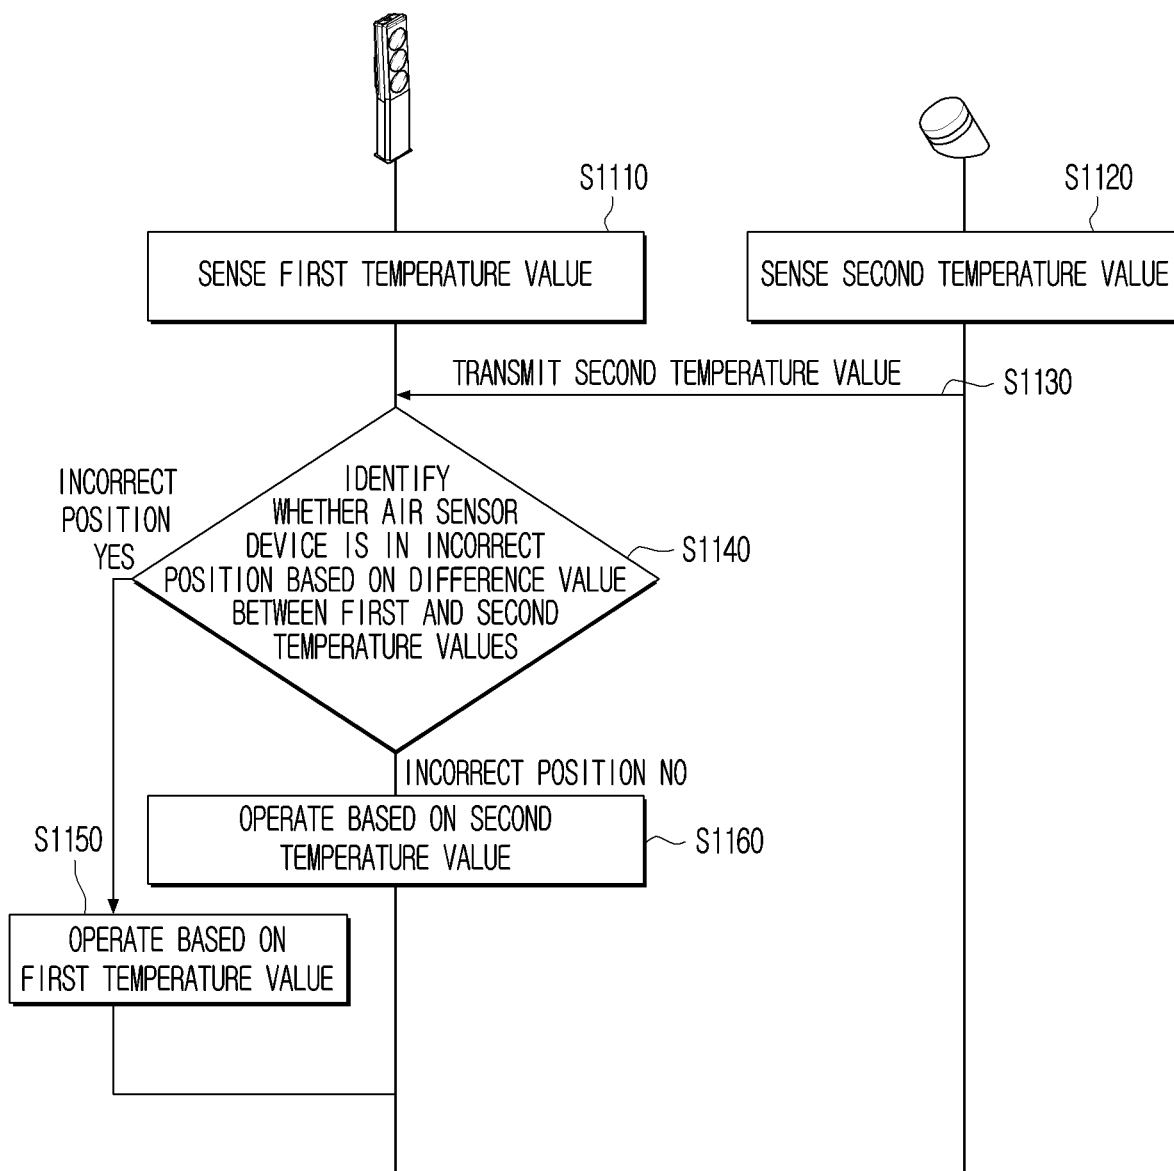 S1110
S1120
SENSE FIRST TEMPERATURE VALUE
SENSE SECOND TEMPERATURE VALUE
TRANSMIT SECOND TEMPERATURE VALUE
S1130
INCORRECT
POSITION
YES
IDENTIFY
WHETHER AIR SENSOR
DEVICE IS IN INCORRECT
POSITION BASED ON DIFFERENCE VALUE
BETWEEN FIRST AND SECOND
TEMPERATURE VALUES
S1140
INCORRECT POSITION NO
OPERATE BASED ON SECOND
TEMPERATURE VALUE
S1160
S1150
OPERATE BASED ON
FIRST TEMPERATURE VALUE